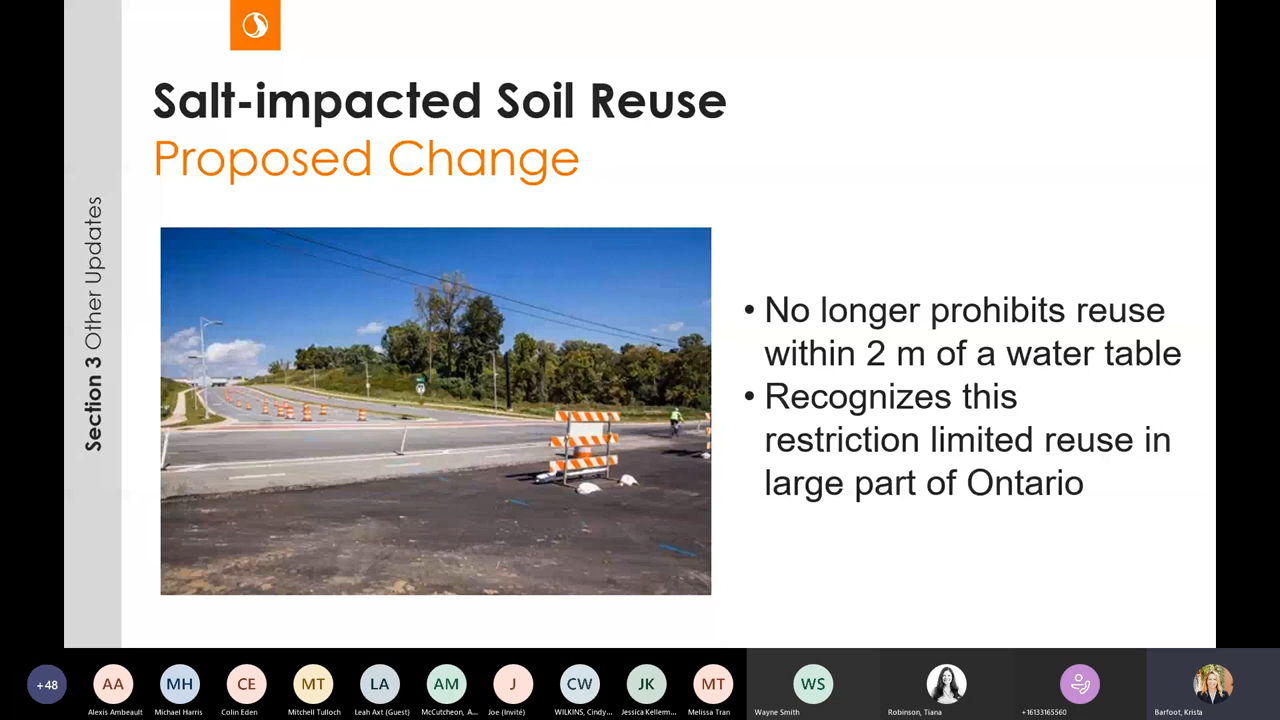 Salt-impacted Soil Reuse
Proposed Change
Section 3 Other Updates
• No longer prohibits reuse
within 2 m of a water table
• Recognizes this
restriction limited reuse in
large part of Ontario
+48
AA
MH
CE
MT
LA
AM
J
CW
JK
MT
WS
Alexis Ambeault
Michael Harris
Colin Eden
Mitchell Tulloch
Leah Axt (Guest)
McCutcheon, A...
Joe (Invité)
WILKINS, Cindy...
Jessica Kellem...
Melissa Tran
Wayne Smith
Robinson, Tiana
+16133165560
Barfoot, Krista